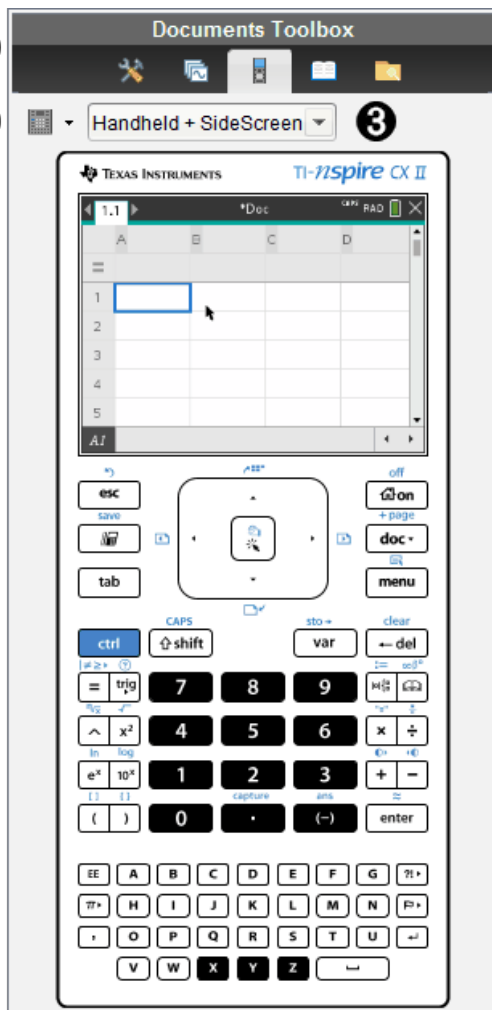 Documents Toolbox
Handheld + SideScreen ❸
TEXAS INSTRUMENTS TI-nspire CX II
1.1 *Doc CAPS RAD
A B C D
=
1
2
3
4
5
A1
off
esc on
save + page
doc
tab menu
CAPS sto→ clear
ctrl ⇧shift var ←del
|≠≥▸ ? :=
= trig 7 8 9
ⁿ√x √ "x" ÷
^ x² 4 5 6 × ÷
ln log
eˣ 10ˣ 1 2 3 + −
[ ] { } capture ans ≈
( ) 0 . (−) enter
EE A B C D E F G ?!▸
π▸ H I J K L M N
, O P Q R S T U ↵
V W X Y Z